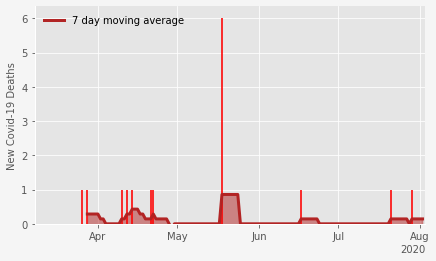 7 day moving average
New Covid-19 Deaths
6
5
4
3
2
1
0
Apr
May
Jun
Jul
Aug
2020